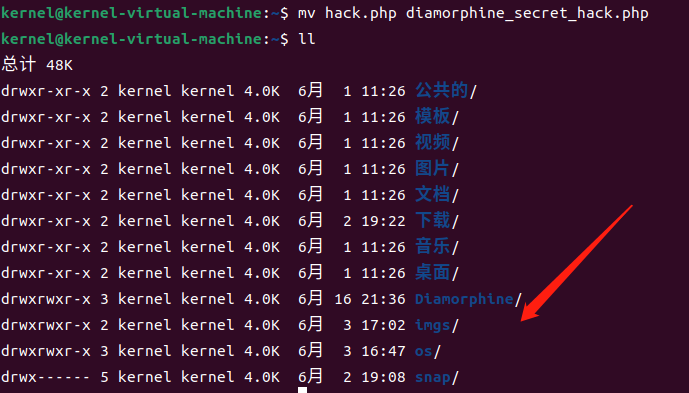 kernel@kernel-virtual-machine:~$ mv hack.php diamorphine_secret_hack.php
kernel@kernel-virtual-machine:~$ ll
总计 48K
drwxr-xr-x 2 kernel kernel 4.0K  6月  1 11:26 公共的/
drwxr-xr-x 2 kernel kernel 4.0K  6月  1 11:26 模板/
drwxr-xr-x 2 kernel kernel 4.0K  6月  1 11:26 视频/
drwxr-xr-x 2 kernel kernel 4.0K  6月  1 11:26 图片/
drwxr-xr-x 2 kernel kernel 4.0K  6月  1 11:26 文档/
drwxr-xr-x 2 kernel kernel 4.0K  6月  2 19:22 下载/
drwxr-xr-x 2 kernel kernel 4.0K  6月  1 11:26 音乐/
drwxr-xr-x 2 kernel kernel 4.0K  6月  1 11:26 桌面/
drwxrwxr-x 3 kernel kernel 4.0K  6月 16 21:36 Diamorphine/
drwxrwxr-x 2 kernel kernel 4.0K  6月  3 17:02 imgs/
drwxrwxr-x 3 kernel kernel 4.0K  6月  3 16:47 os/
drwx------ 5 kernel kernel 4.0K  6月  2 19:08 snap/